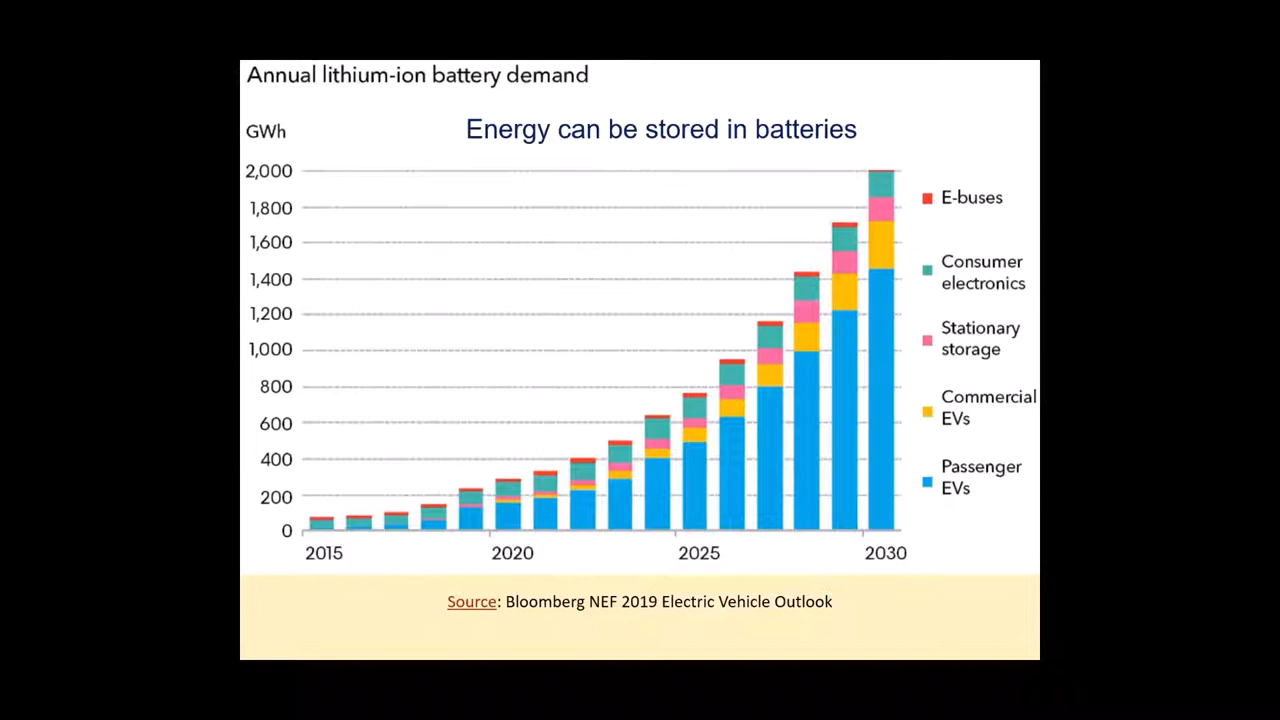 Annual lithium-ion battery demand
GWh
Energy can be stored in batteries
2,000
1,800
1,600
1,400
1,200
1,000
800
600
400
200
0
2015
2020
2025
2030
E-buses
Consumer
electronics
Stationary
storage
Commercial
EVs
Passenger
EVs
Source: Bloomberg NEF 2019 Electric Vehicle Outlook